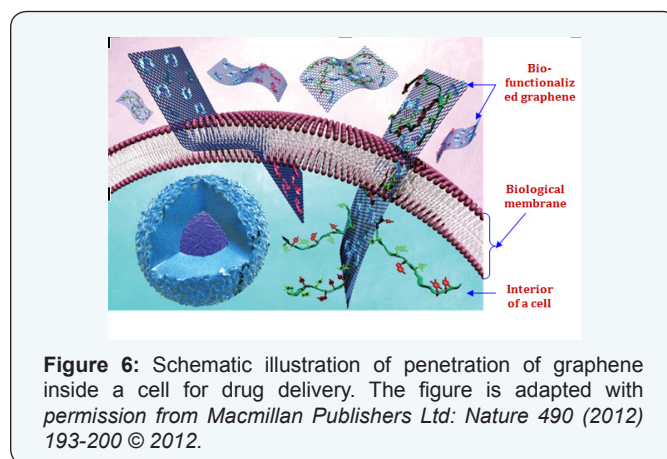 Bio-
functionaliz
ed graphene
Biological
membrane
Interior
of a cell
Figure 6: Schematic illustration of penetration of graphene
inside a cell for drug delivery. The figure is adapted with
permission from Macmillan Publishers Ltd: Nature 490 (2012)
193-200 © 2012.